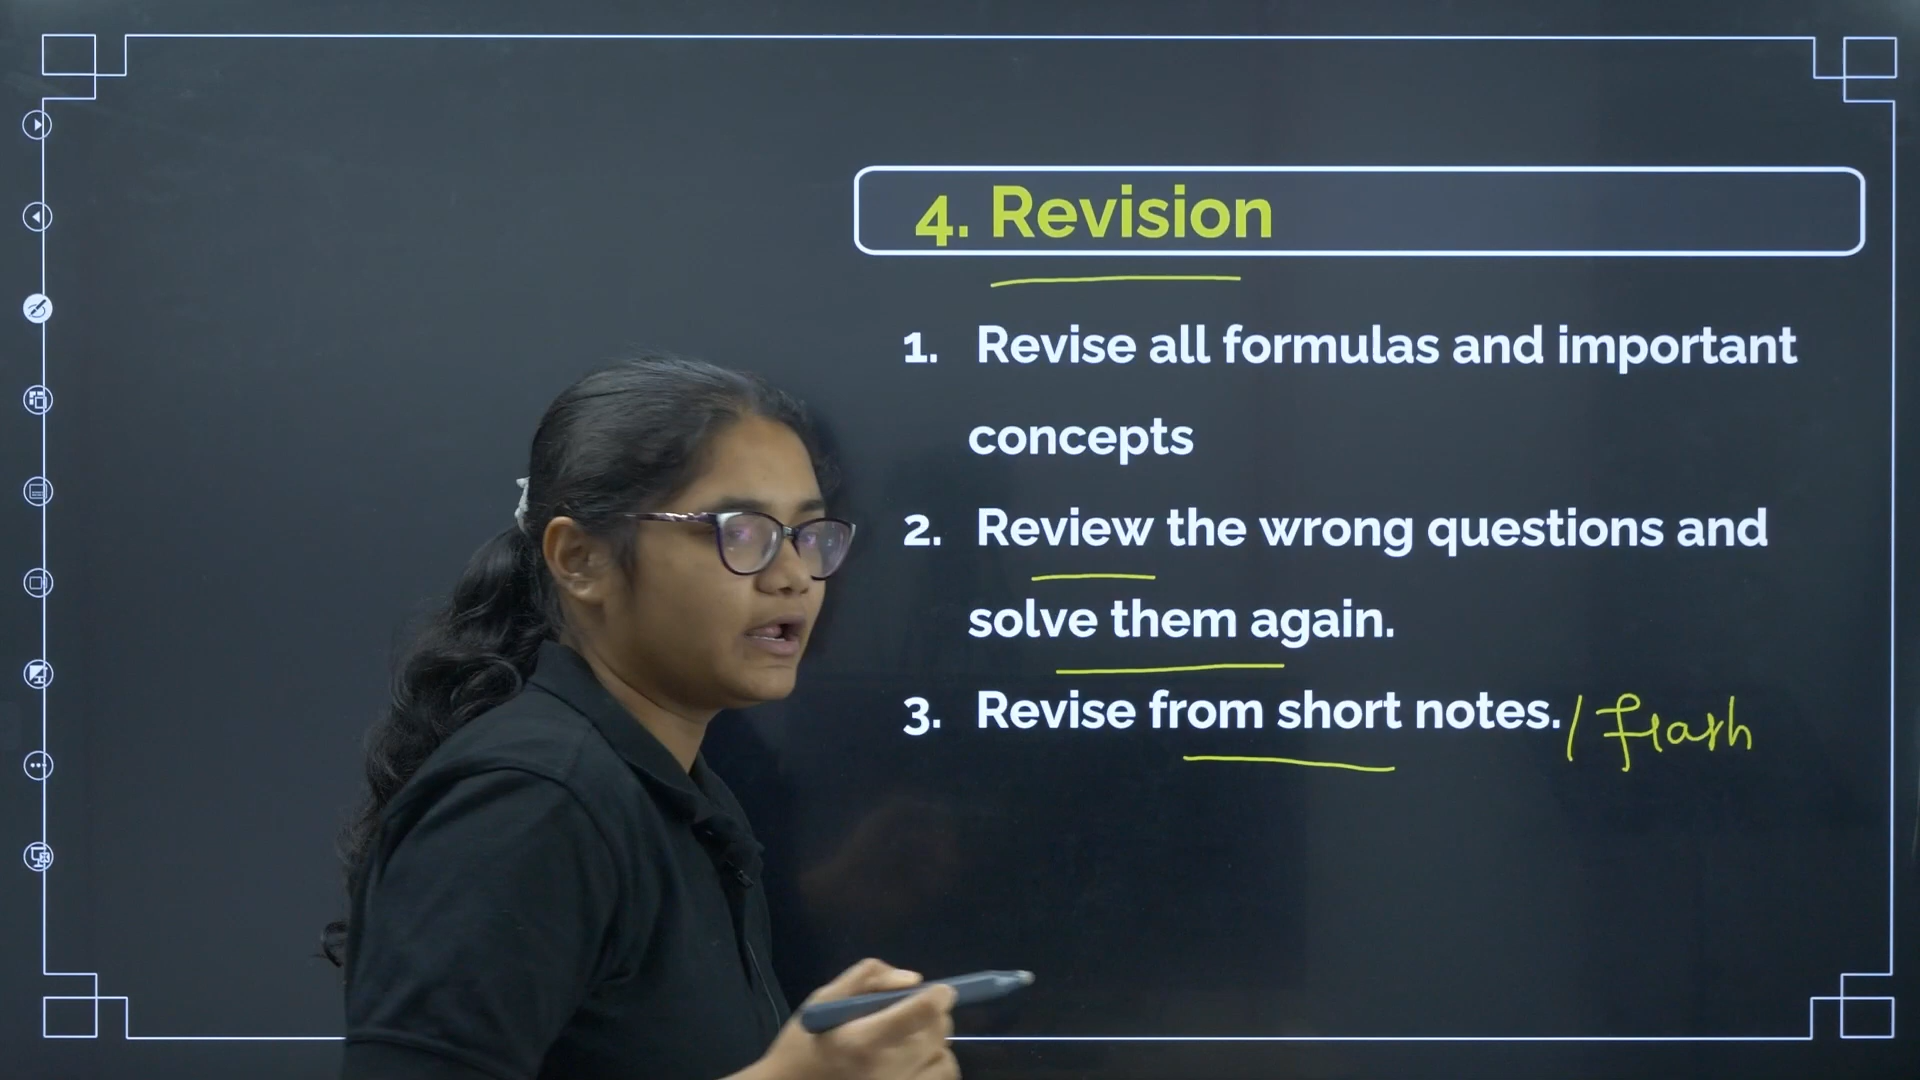 4. Revision
1. Revise all formulas and important
concepts
2. Review the wrong questions and
solve them again.
3. Revise from short notes. / flash